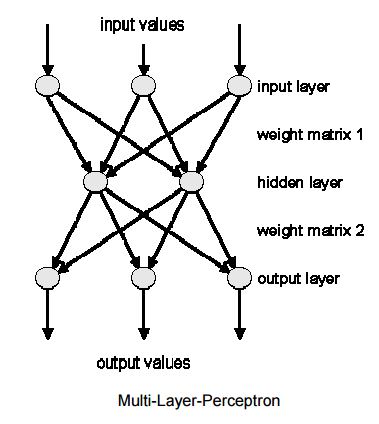 input values
input layer
weight matrix 1
hidden layer
weight matrix 2
output layer
output values
Multi-Layer-Perceptron